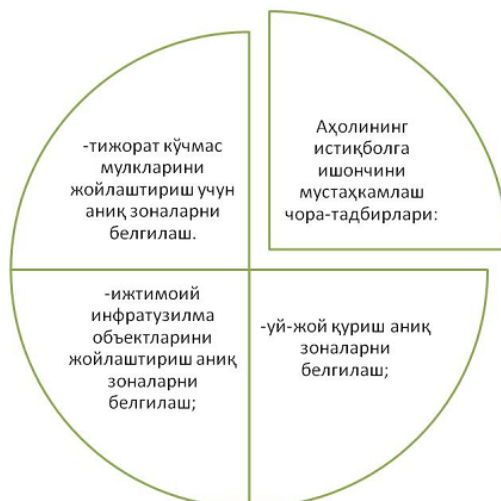 Аҳолининг
истиқболга
ишончини
мустаҳкамлаш
чора-тадбирлари:
-уй-жой қуриш аниқ
зоналарни
белгилаш;
-ижтимоий
инфратузилма
объектларини
жойлаштириш аниқ
зоналарни
белгилаш;
-тижорат кўчмас
мулкларини
жойлаштириш учун
аниқ зоналарни
белгилаш.